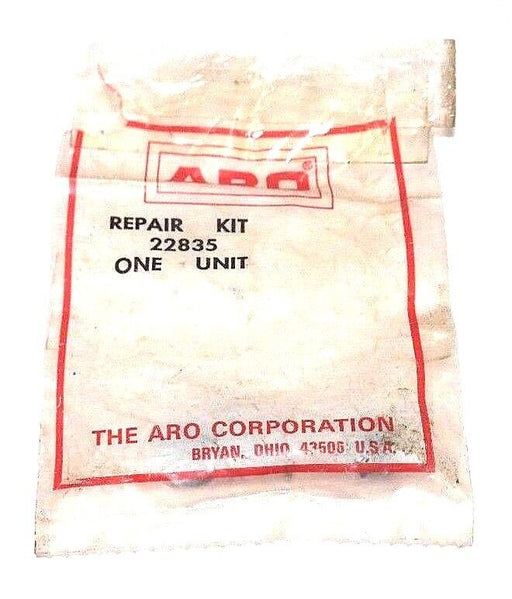 ARO®
REPAIR KIT
22835
ONE UNIT
THE ARO CORPORATION
BRYAN, OHIO 43506 U.S.A.